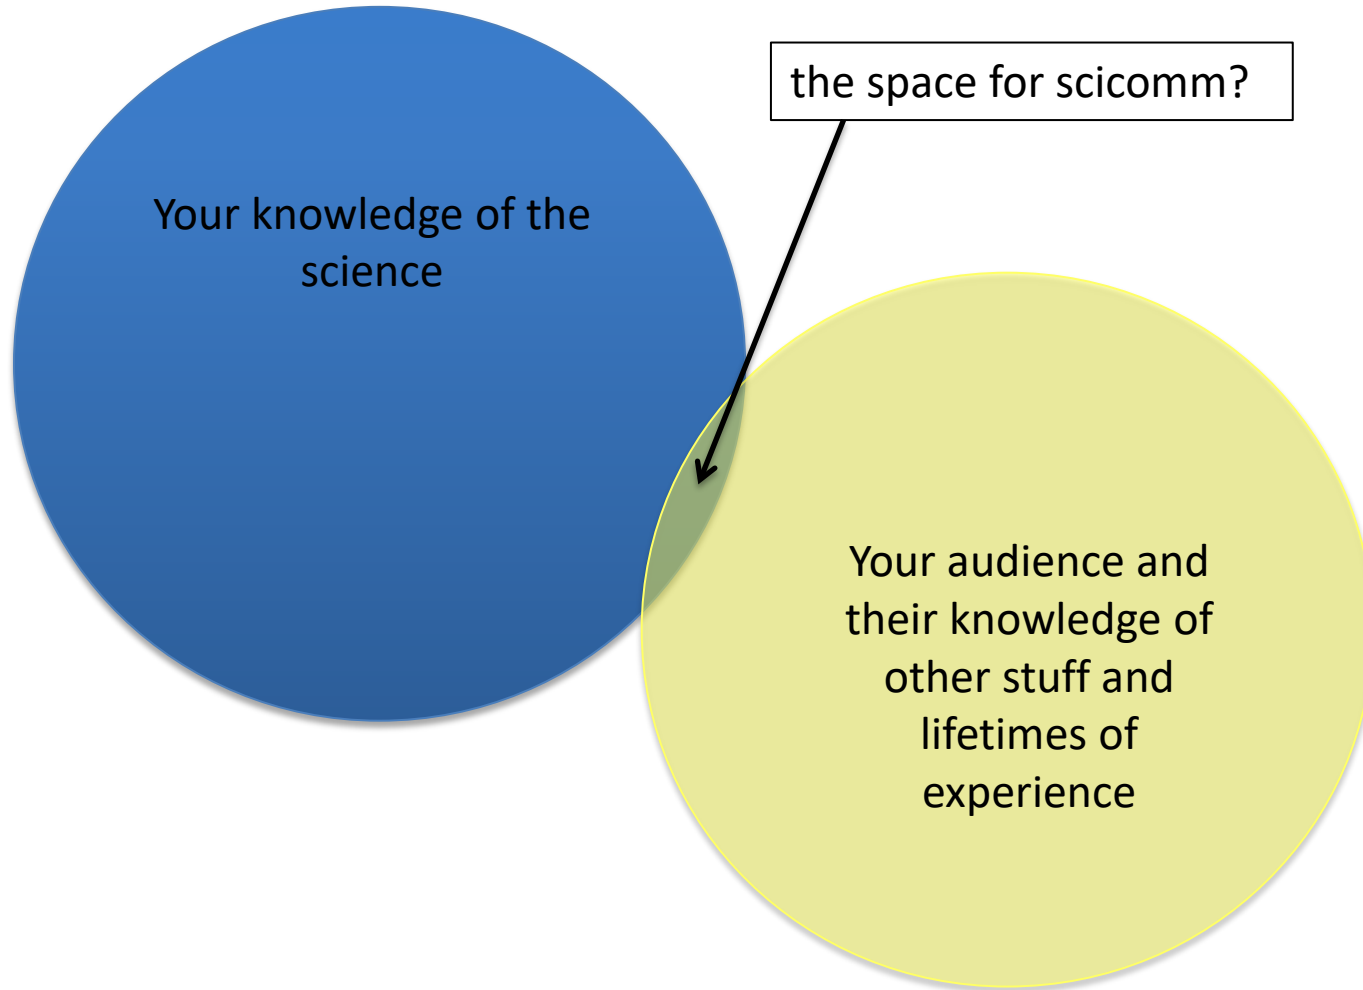 the space for scicomm?
Your knowledge of the
science
Your audience and
their knowledge of
other stuff and
lifetimes of
experience